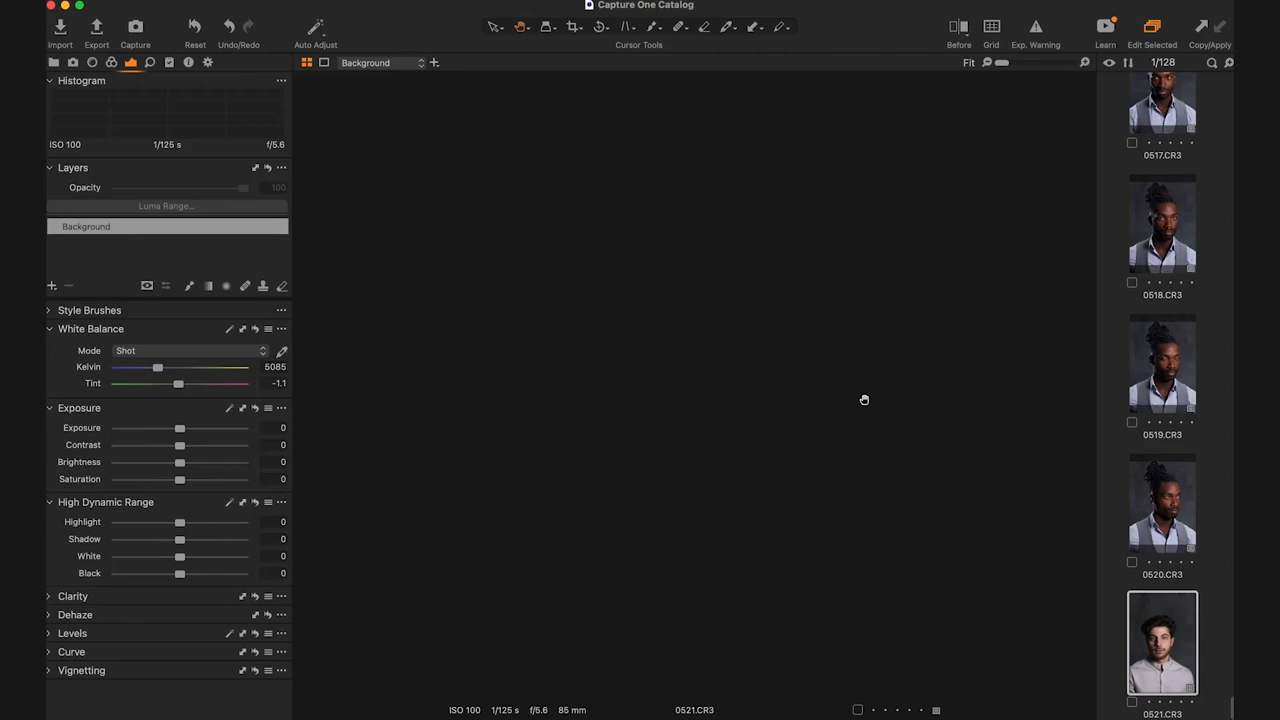 Capture One Catalog
Import
Export
Capture
Reset
Undo/Redo
Auto Adjust
Cursor Tools
Before
Grid
Exp. Warning
Learn
Edit Selected
Copy/Apply
Background
Fit
1/128
Histogram
ISO 100
1/125 s
f/5.6
Layers
Opacity
100
Luma Range...
Background
Style Brushes
White Balance
Mode
Shot
Kelvin
5085
Tint
-1.1
Exposure
Exposure
0
Contrast
0
Brightness
0
Saturation
0
High Dynamic Range
Highlight
0
Shadow
0
White
0
Black
0
Clarity
Dehaze
Levels
Curve
Vignetting
ISO 100
1/125 s
f/5.6
85 mm
0521.CR3
0517.CR3
0518.CR3
0519.CR3
0520.CR3
0521.CR3